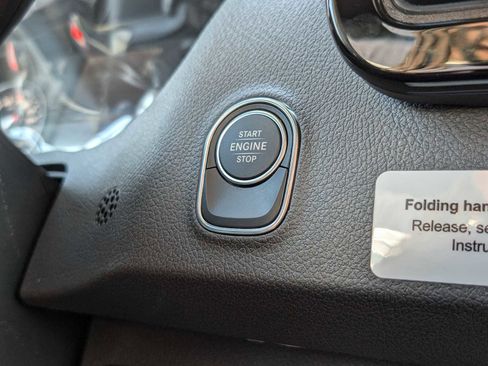 START
ENGINE
STOP
Folding han
Release, se
Instru